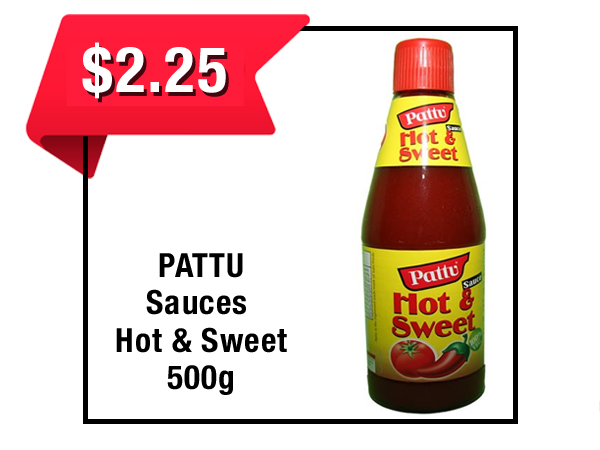 $2.25
Pattu
Sauce
Hot &
Sweet
Pattu
Sauce
Hot &
Sweet
PATTU
Sauces
Hot & Sweet
500g